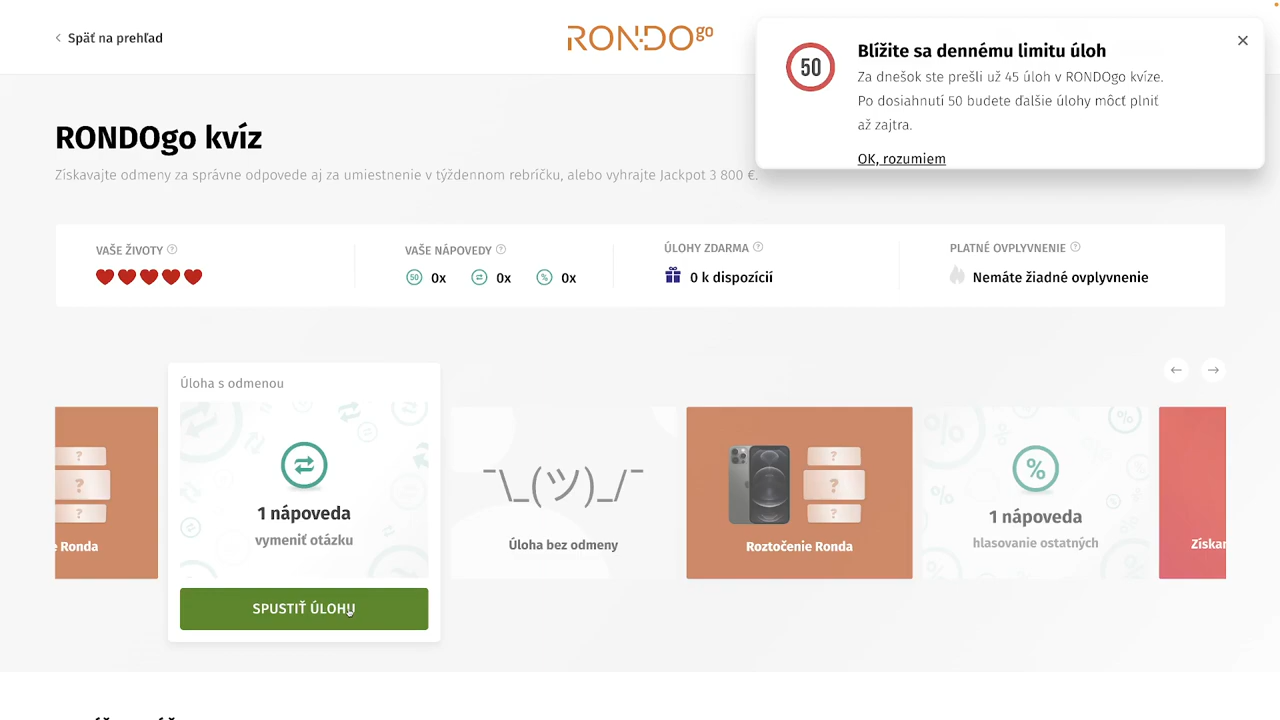 Späť na prehľad
RONDOgo
50
Blížite sa dennému limitu úloh
Za dnešok ste prešli už 45 úloh v RONDOgo kvíze.
Po dosiahnutí 50 budete ďalšie úlohy môcť plniť
až zajtra.
OK, rozumiem
RONDOgo kvíz
Získavajte odmeny za správne odpovede aj za umiestnenie v týždennom rebríčku, alebo vyhrajte Jackpot 3 800 €.
VAŠE ŽIVOTY ?
VAŠE NÁPOVEDY ?
50 0x 0x % 0x
ÚLOHY ZDARMA ?
0 k dispozícií
PLATNÉ OVPLYVNENIE ?
Nemáte žiadné ovplyvnenie
?
?
?
e Ronda
Úloha s odmenou
1 nápoveda
vymeniť otázku
SPUSTIŤ ÚLOHU
¯\_(ツ)_/¯
Úloha bez odmeny
?
?
?
Roztočenie Ronda
%
1 nápoveda
hlasovanie ostatných
Získar